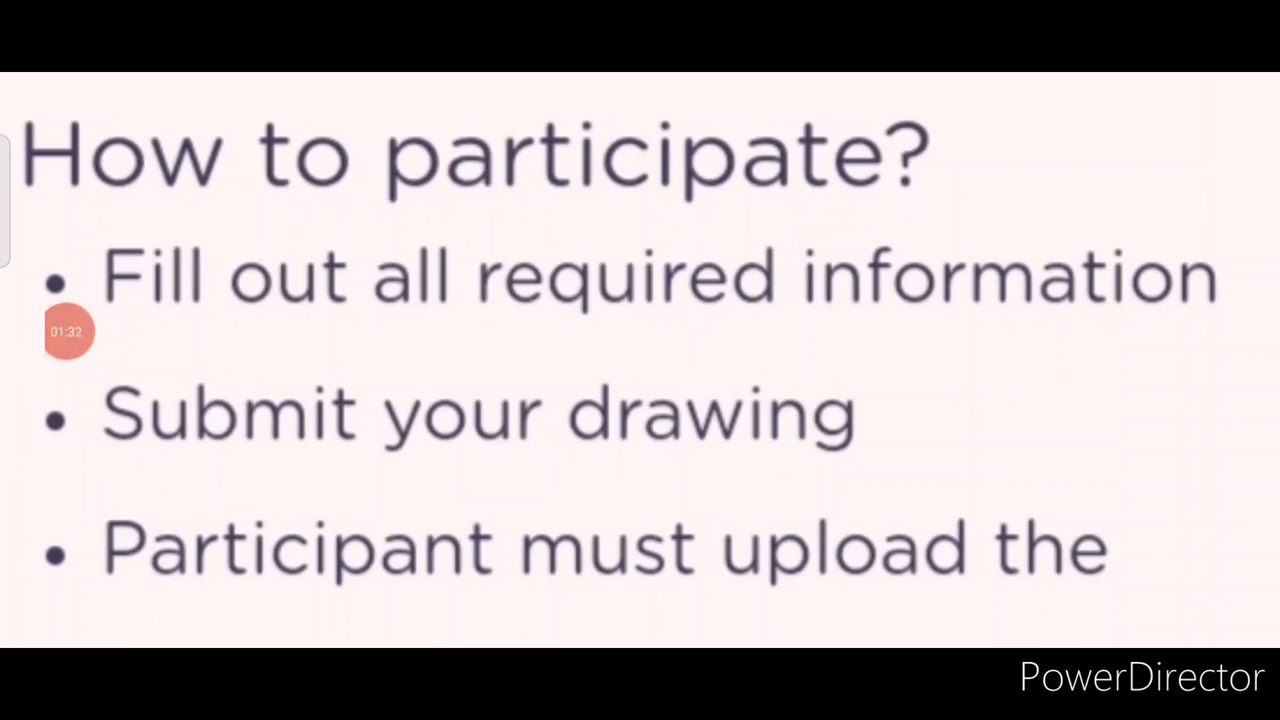 How to participate?
• Fill out all required information
01:32
• Submit your drawing
• Participant must upload the
PowerDirector